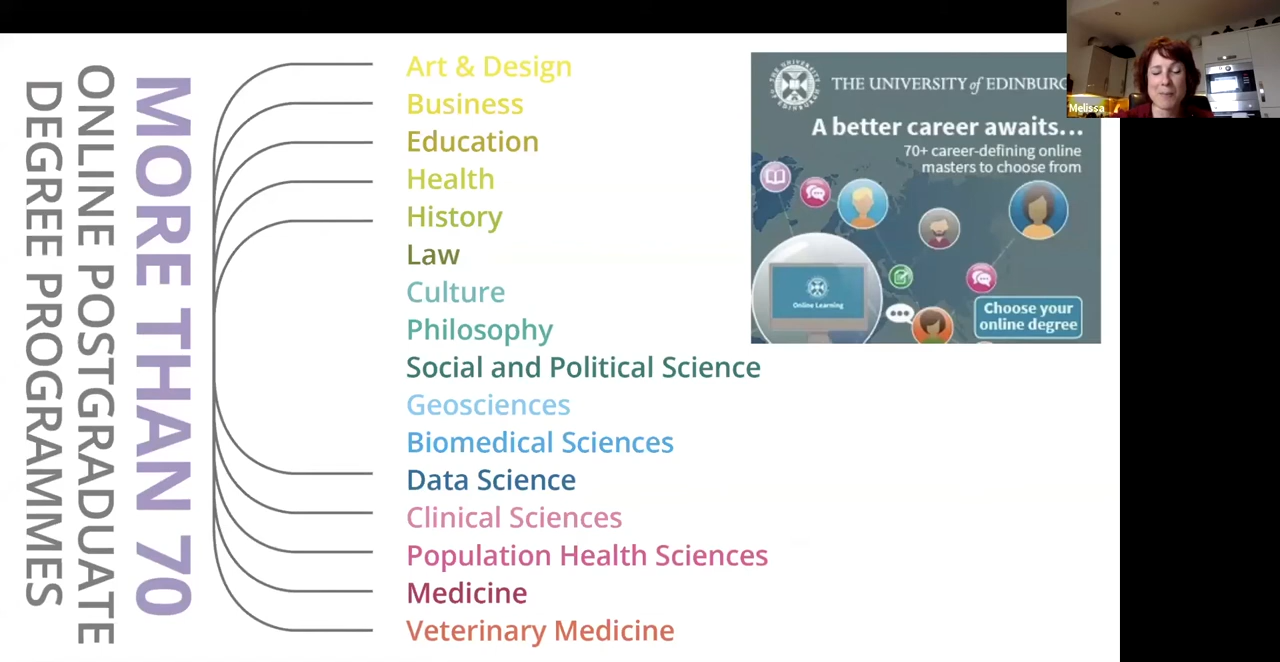 MORE THAN 70
ONLINE POSTGRADUATE
DEGREE PROGRAMMES
Art & Design
Business
Education
Health
History
Law
Culture
Philosophy
Social and Political Science
Geosciences
Biomedical Sciences
Data Science
Clinical Sciences
Population Health Sciences
Medicine
Veterinary Medicine
THE UNIVERSITY of EDINBURG
A better career awaits...
70+ career-defining online
masters to choose from
Online Learning
Choose your
online degree
Melissa